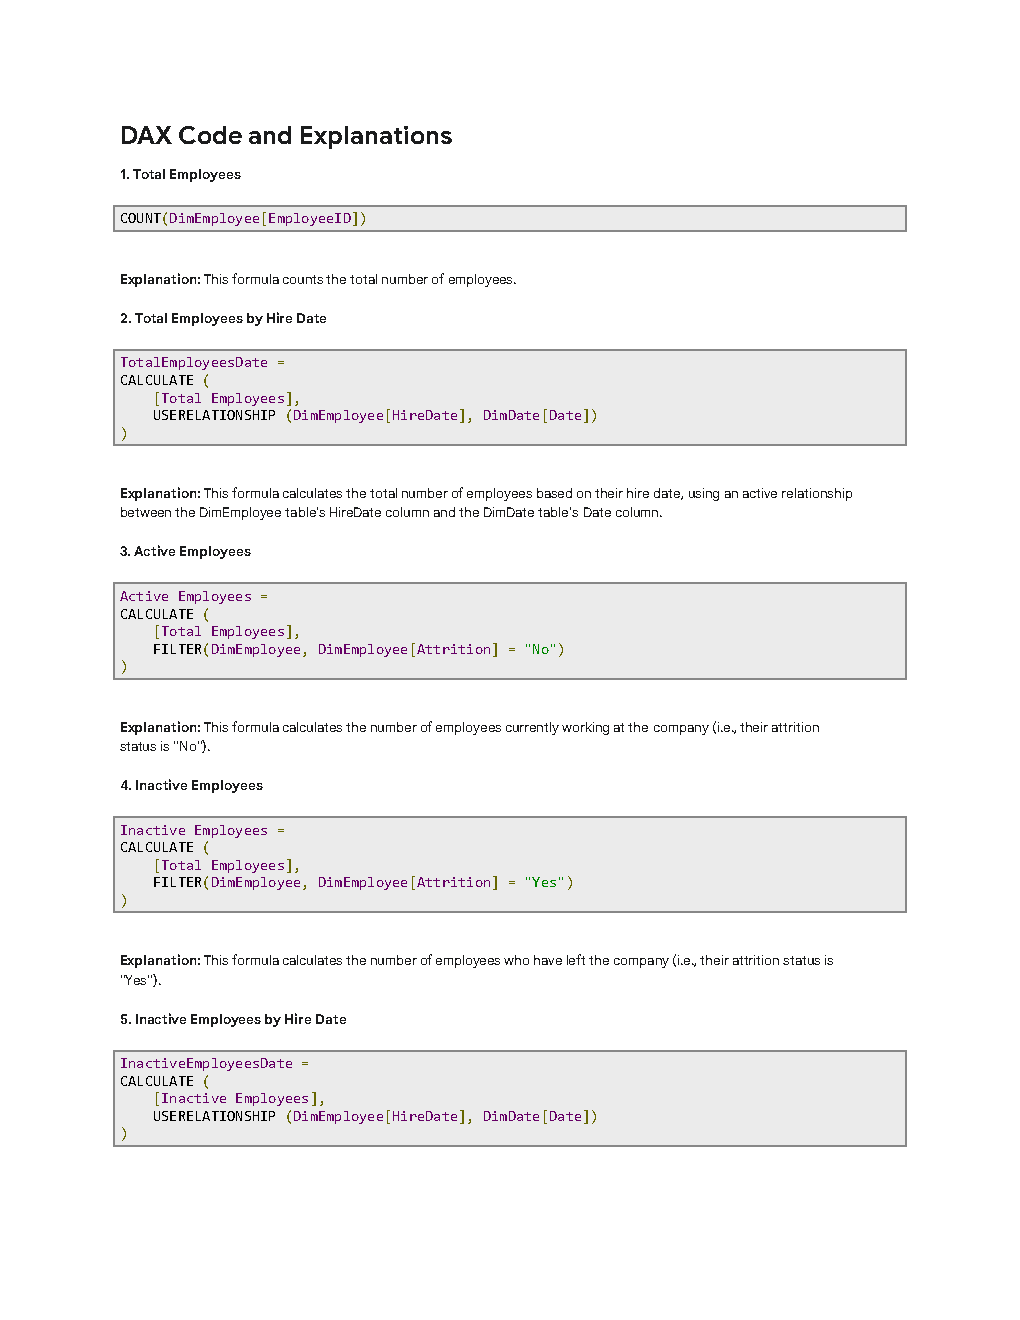 DAX Code and Explanations
1. Total Employees
COUNT(DimEmployee[EmployeeID])
Explanation: This formula counts the total number of employees.
2. Total Employees by Hire Date
TotalEmployeesDate =
CALCULATE (
    [Total Employees],
    USERELATIONSHIP (DimEmployee[HireDate], DimDate[Date])
)
Explanation: This formula calculates the total number of employees based on their hire date, using an active relationship
between the DimEmployee table's HireDate column and the DimDate table's Date column.
3. Active Employees
Active Employees =
CALCULATE (
    [Total Employees],
    FILTER(DimEmployee, DimEmployee[Attrition] = "No")
)
Explanation: This formula calculates the number of employees currently working at the company (i.e., their attrition
status is "No").
4. Inactive Employees
Inactive Employees =
CALCULATE (
    [Total Employees],
    FILTER(DimEmployee, DimEmployee[Attrition] = "Yes")
)
Explanation: This formula calculates the number of employees who have left the company (i.e., their attrition status is
"Yes").
5. Inactive Employees by Hire Date
InactiveEmployeesDate =
CALCULATE (
    [Inactive Employees],
    USERELATIONSHIP (DimEmployee[HireDate], DimDate[Date])
)